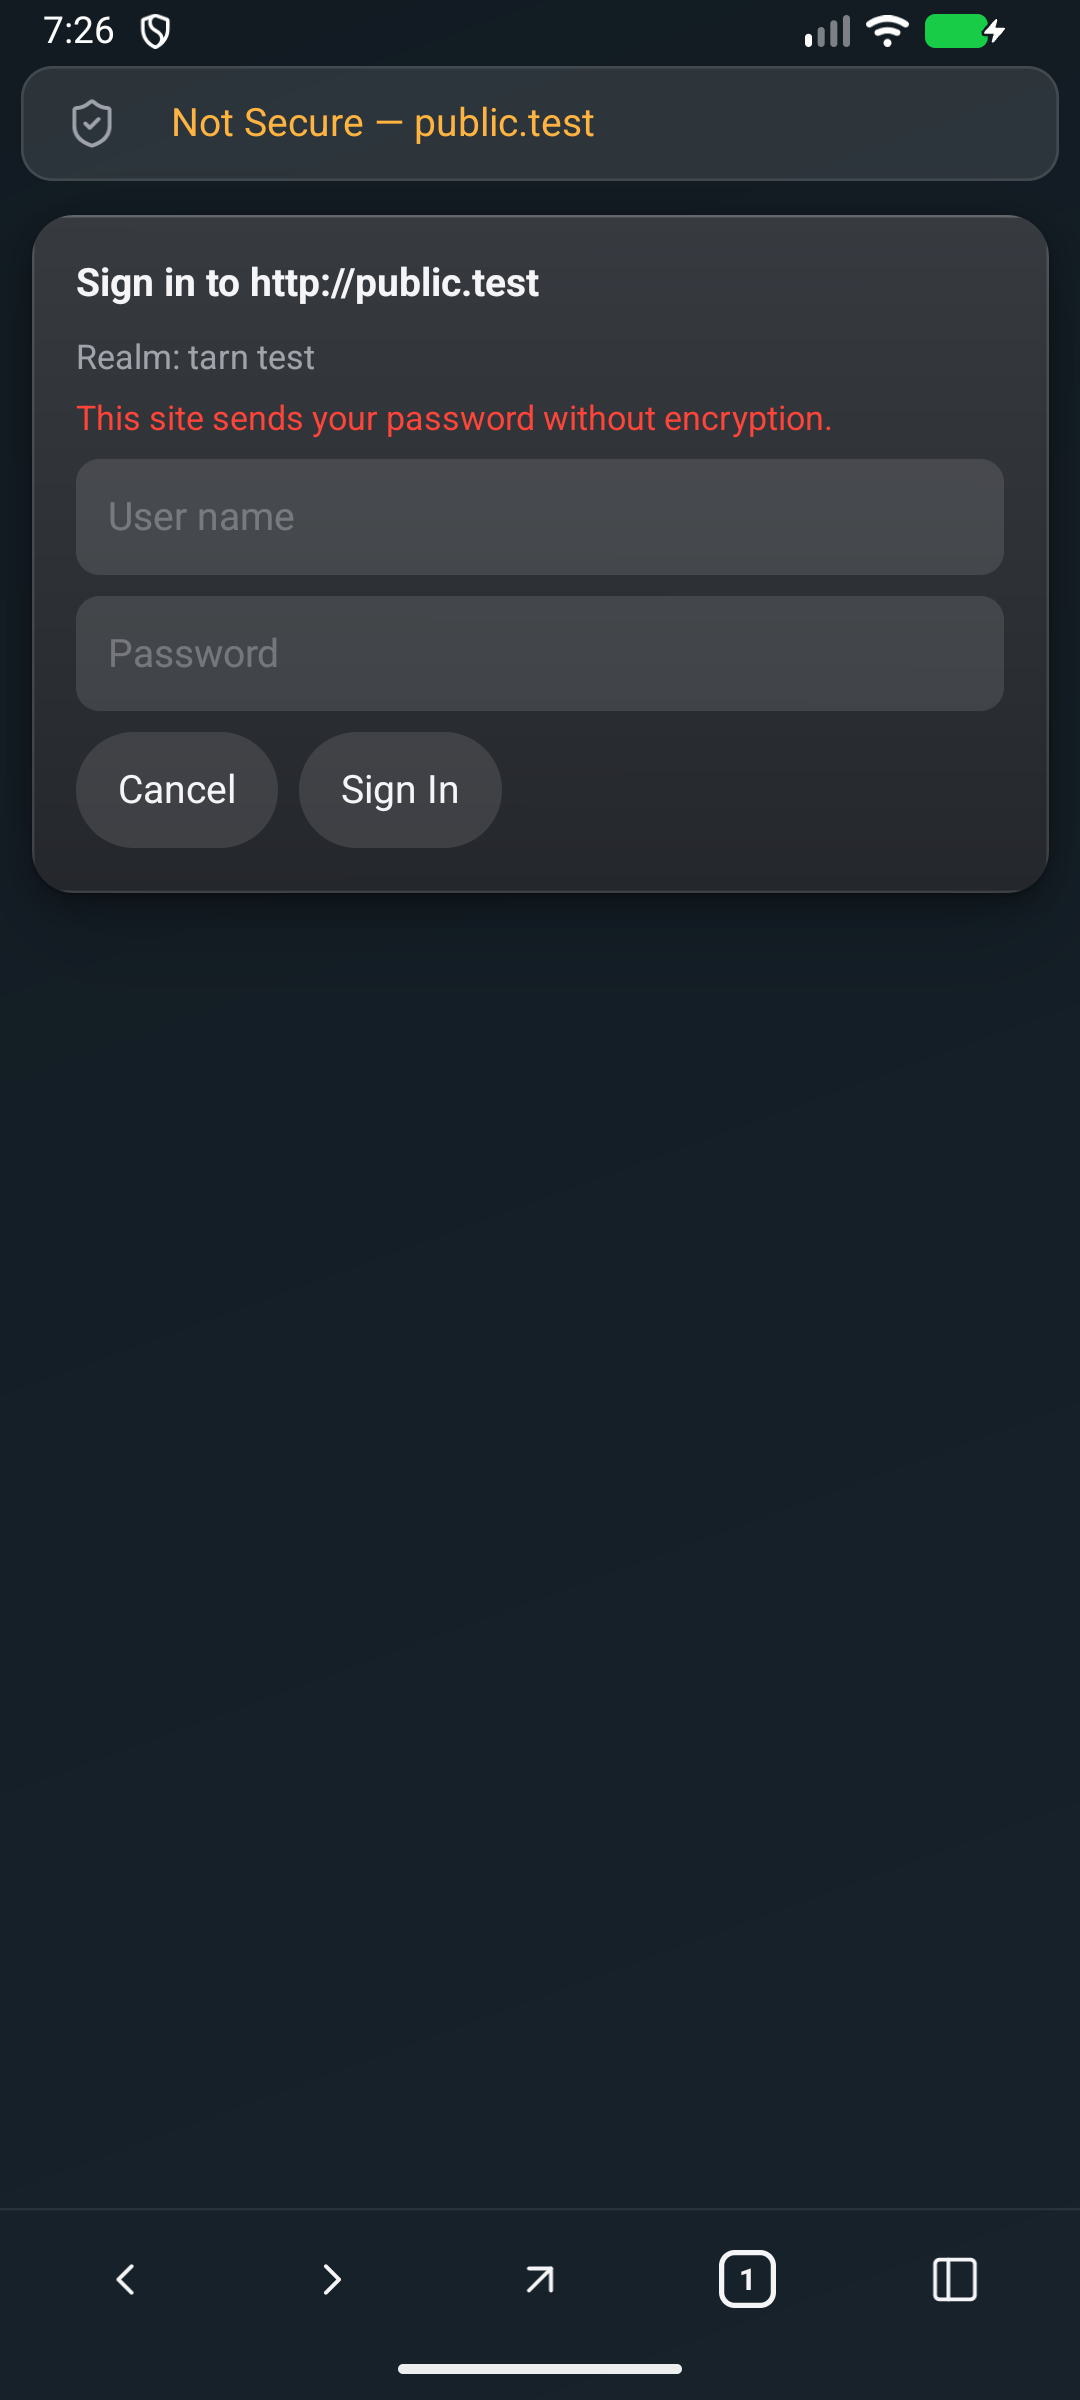 7:26
Not Secure — public.test
Sign in to http://public.test
Realm: tarn test
This site sends your password without encryption.
User name
Password
Cancel
Sign In
1